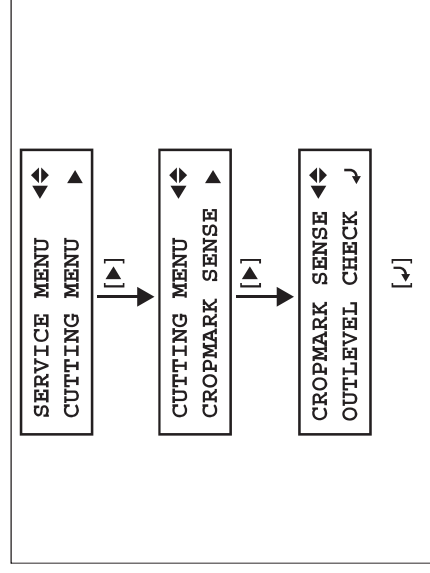 SERVICE MENU ◀◆
CUTTING MENU ▶
[▶]
CUTTING MENU ◀◆
CROPMARK SENSE ▶
[▶]
CROPMARK SENSE ◀◆
OUTLEVEL CHECK ↵
[↵]